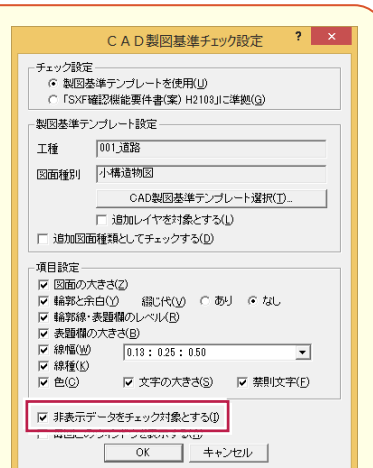 CAD製図基準チェック設定 ? ×
チェック設定
製図基準テンプレートを使用(U)
「SXF確認機能要件書(案) H2103」に準拠(G)
製図基準テンプレート設定
工種 001_道路
図面種別 小構造物図
CAD製図基準テンプレート選択(T)...
追加レイヤを対象とする(L)
追加図面種類としてチェックする(D)
項目設定
図面の大きさ(Z)
輪郭と余白(Y) 綴じ代(V) あり なし
輪郭線・表題欄のレベル(R)
表題欄の大きさ(B)
線幅(W) 0.13 : 0.25 : 0.50
線種(K)
色(C) 文字の大きさ(S) 禁則文字(F)
非表示データをチェック対象とする(I)
OK キャンセル